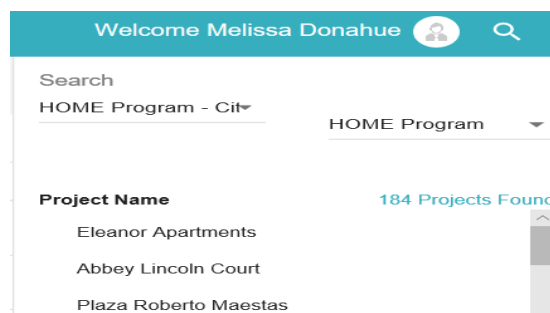 Welcome Melissa Donahue
Search
HOME Program - Cit
HOME Program
Project Name
184 Projects Found
Eleanor Apartments
Abbey Lincoln Court
Plaza Roberto Maestas